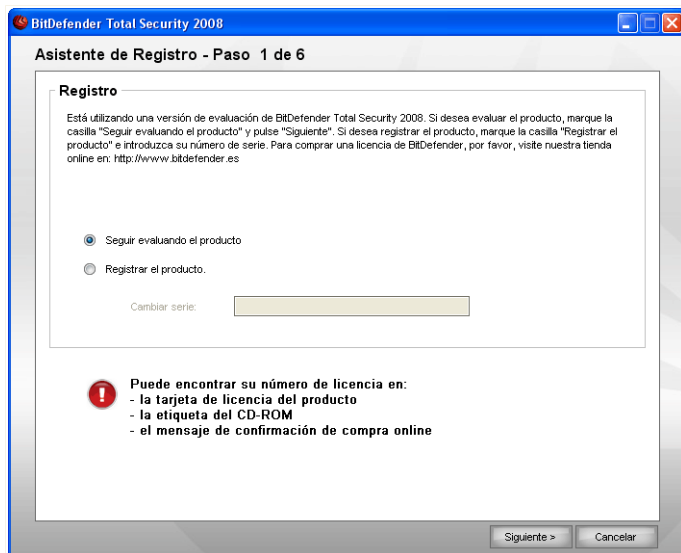 BitDefender Total Security 2008
Asistente de Registro - Paso 1 de 6
Registro
Está utilizando una versión de evaluación de BitDefender Total Security 2008. Si desea evaluar el producto, marque la
casilla "Seguir evaluando el producto" y pulse "Siguiente". Si desea registrar el producto, marque la casilla "Registrar el
producto" e introduzca su número de serie. Para comprar una licencia de BitDefender, por favor, visite nuestra tienda
online en: http://www.bitdefender.es
Seguir evaluando el producto
Registrar el producto.
Cambiar serie:
Puede encontrar su número de licencia en:
- la tarjeta de licencia del producto
- la etiqueta del CD-ROM
- el mensaje de confirmación de compra online
Siguiente >
Cancelar